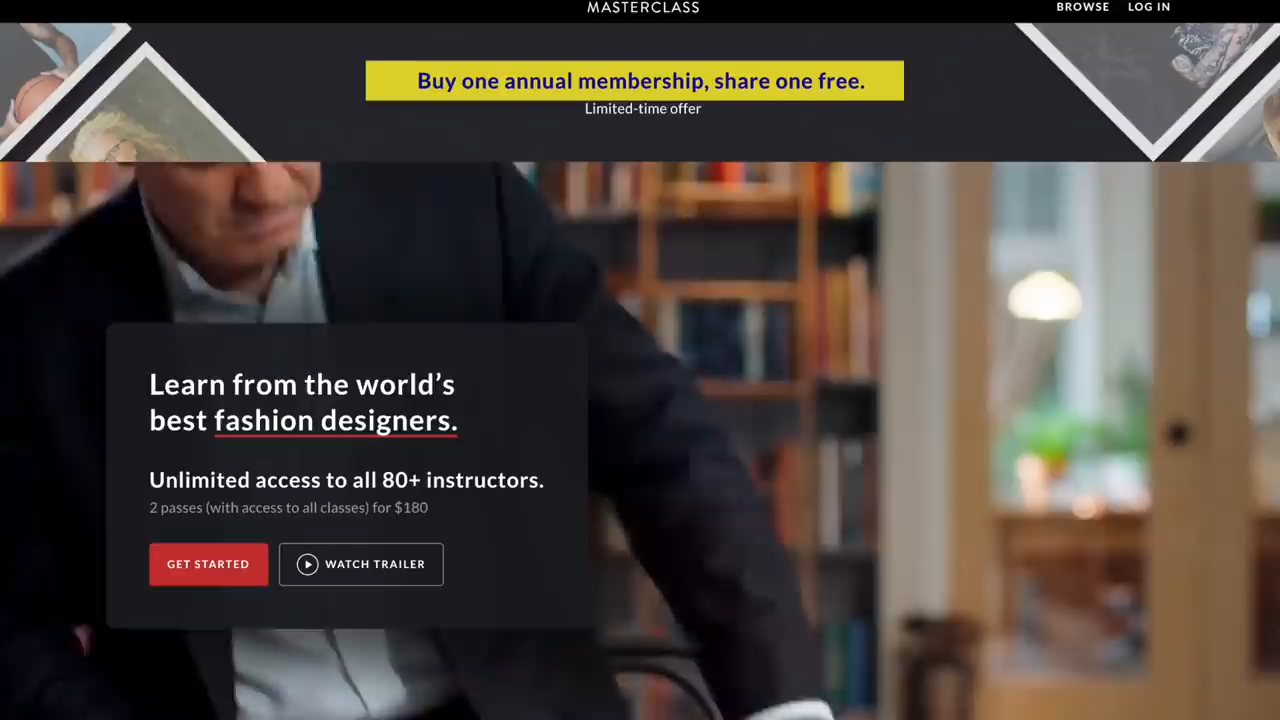 MASTERCLASS
BROWSE LOG IN
Buy one annual membership, share one free.
Limited-time offer
Learn from the world’s
best fashion designers.
Unlimited access to all 80+ instructors.
2 passes (with access to all classes) for $180
GET STARTED
WATCH TRAILER